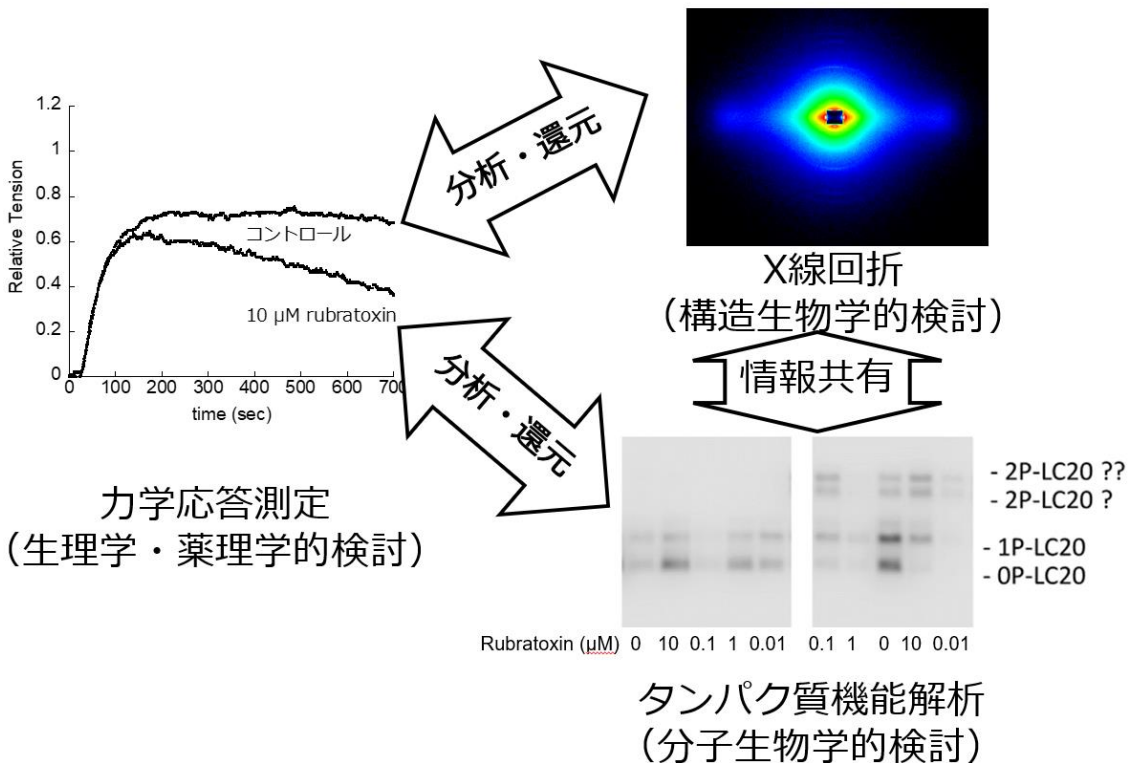 1.2
1
0.8
0.6
0.4
0.2
0
Relative Tension
コントロール
10 µM rubratoxin
0 100 200 300 400 500 600 700
time (sec)
力学応答測定
（生理学・薬理学的検討）
分析・還元
分析・還元
X線回折
（構造生物学的検討）
情報共有
- 2P-LC20 ??
- 2P-LC20 ?
- 1P-LC20
- 0P-LC20
Rubratoxin (µM) 0 10 0.1 1 0.01 0.1 1 0 10 0.01
タンパク質機能解析
（分子生物学的検討）